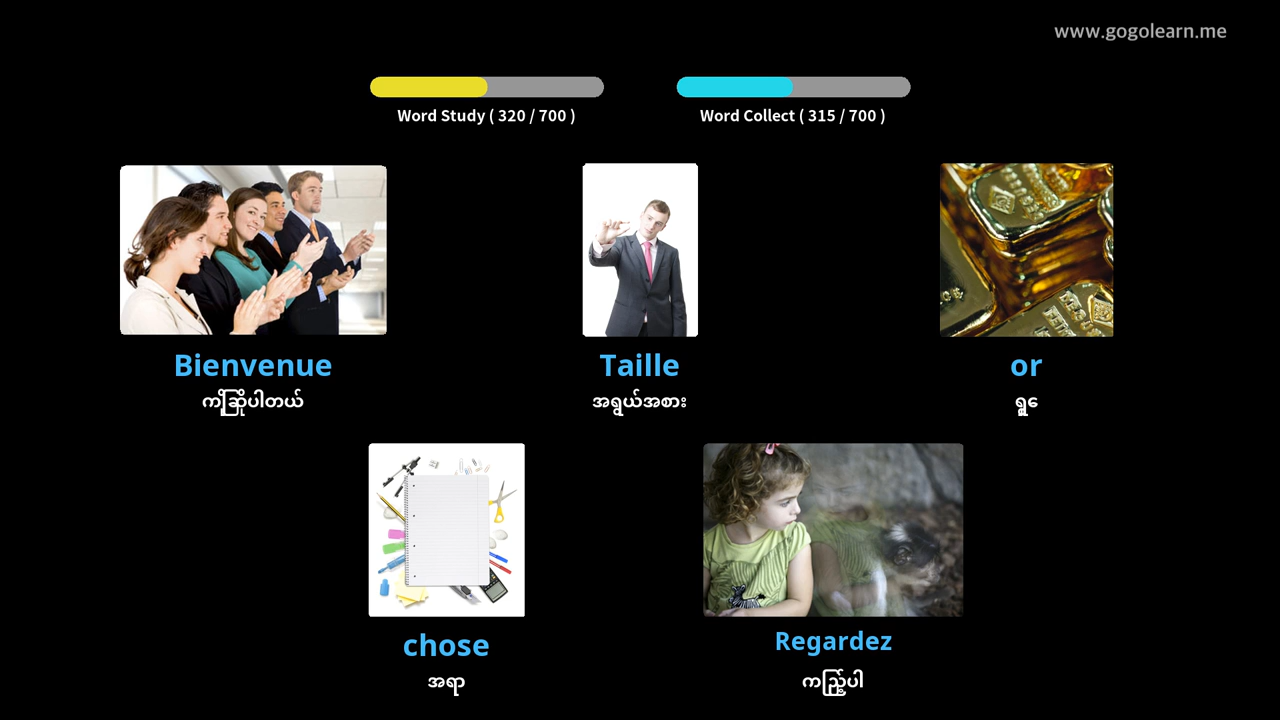 www.gogolearn.me
Word Study ( 320 / 700 )
Word Collect ( 315 / 700 )
Bienvenue
ကြိုဆိုပါတယ်
Taille
အရွယ်အစား
or
ရွှေ
chose
အရာ
Regardez
ကြည့်ပါ